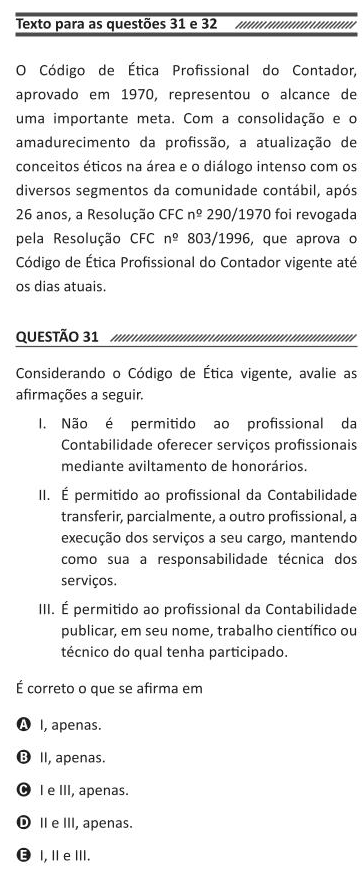 Texto para as questões 31 e 32
O Código de Ética Profissional do Contador,
aprovado em 1970, representou o alcance de
uma importante meta. Com a consolidação e o
amadurecimento da profissão, a atualização de
conceitos éticos na área e o diálogo intenso com os
diversos segmentos da comunidade contábil, após
26 anos, a Resolução CFC nº 290/1970 foi revogada
pela Resolução CFC nº 803/1996, que aprova o
Código de Ética Profissional do Contador vigente até
os dias atuais.
QUESTÃO 31
Considerando o Código de Ética vigente, avalie as
afirmações a seguir.
I. Não é permitido ao profissional da
Contabilidade oferecer serviços profissionais
mediante aviltamento de honorários.
II. É permitido ao profissional da Contabilidade
transferir, parcialmente, a outro profissional, a
execução dos serviços a seu cargo, mantendo
como sua a responsabilidade técnica dos
serviços.
III. É permitido ao profissional da Contabilidade
publicar, em seu nome, trabalho científico ou
técnico do qual tenha participado.
É correto o que se afirma em
A I, apenas.
B II, apenas.
C I e III, apenas.
D II e III, apenas.
E I, II e III.